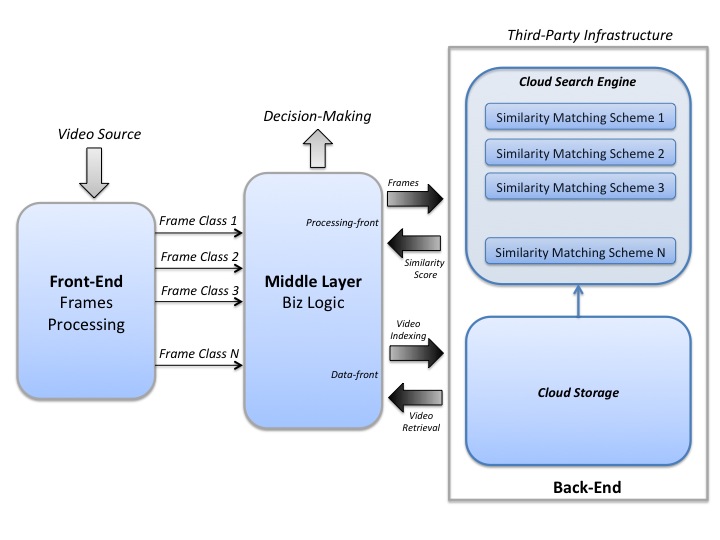 Third-Party Infrastructure
Cloud Search Engine
Similarity Matching Scheme 1
Similarity Matching Scheme 2
Similarity Matching Scheme 3
Similarity Matching Scheme N
Decision-Making
Video Source
Frame Class 1
Frame Class 2
Frame Class 3
Frame Class N
Front-End
Frames
Processing
Middle Layer
Biz Logic
Processing-front
Data-front
Frames
Similarity
Score
Video
Indexing
Video
Retrieval
Cloud Storage
Back-End